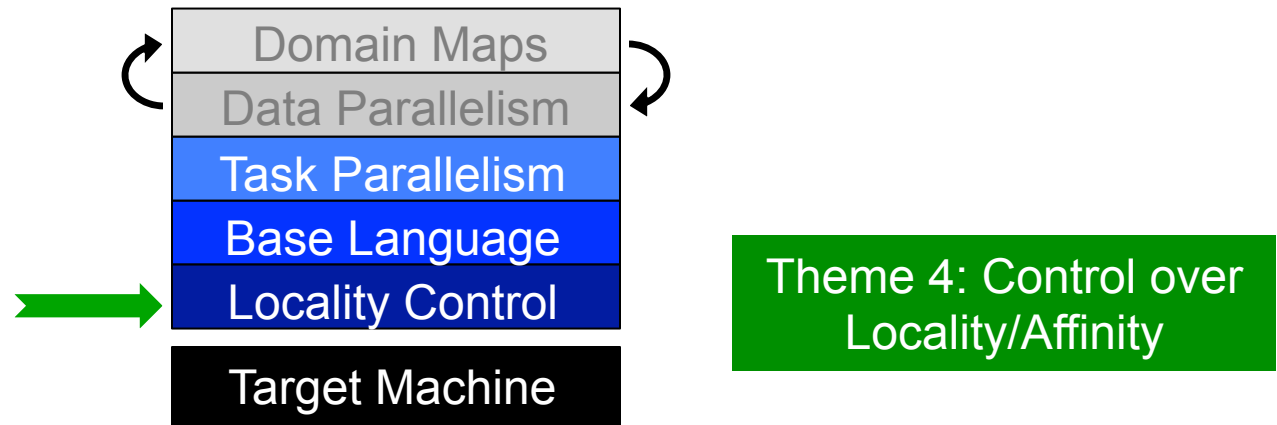 Domain Maps
Data Parallelism
Task Parallelism
Base Language
Locality Control
Target Machine
Theme 4: Control over
Locality/Affinity